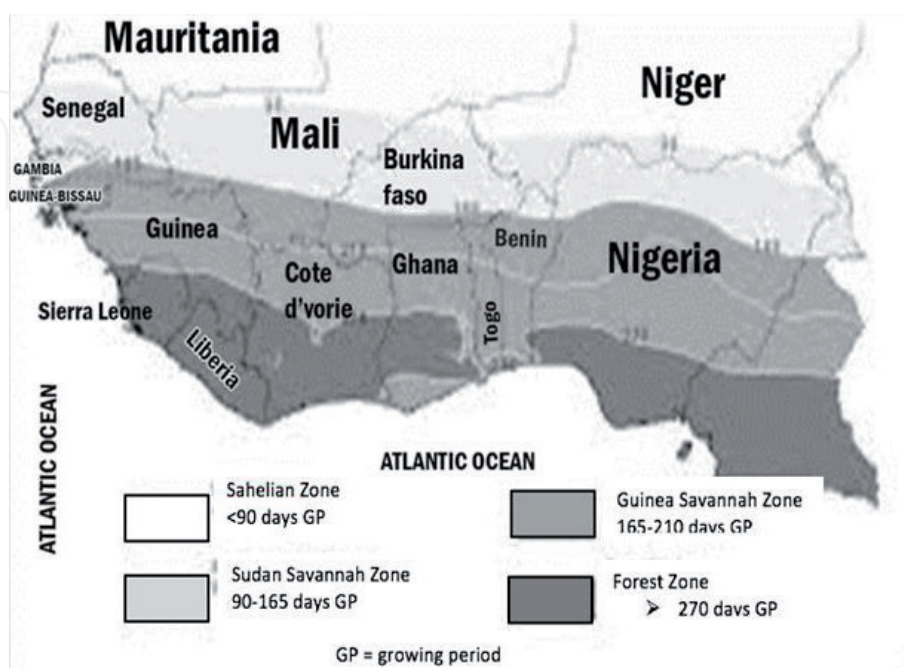 Mauritania
Niger
Senegal
Mali
Burkina
faso
GAMBIA
GUINEA-BISSAU
Guinea
Benin
Nigeria
Ghana
Cote
d'vorie
Togo
Sierra Leone
Liberia
ATLANTIC OCEAN
ATLANTIC OCEAN
Sahelian Zone
<90 days GP
Guinea Savannah Zone
165-210 days GP
Sudan Savannah Zone
90-165 days GP
Forest Zone
➢ 270 days GP
GP = growing period